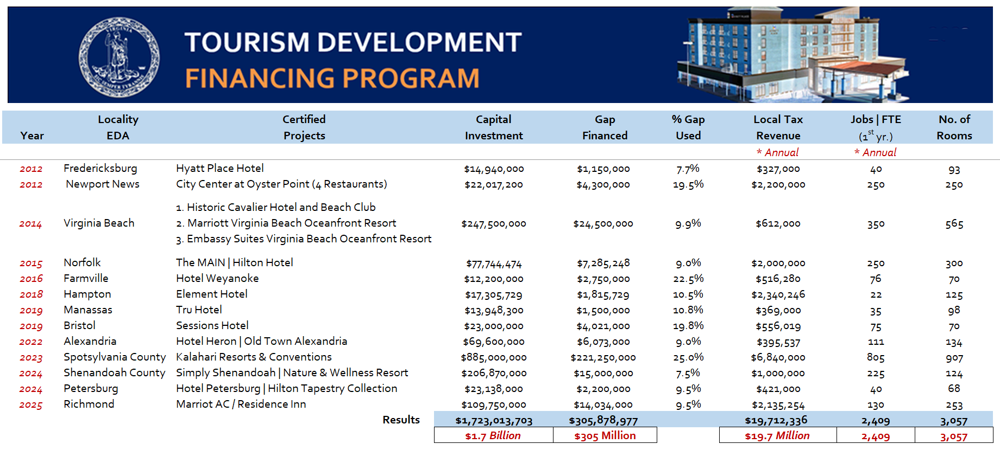 TOURISM DEVELOPMENT
FINANCING PROGRAM
VIRGINIA
SIC SEMPER TYRANNIS
HYATT PLACE
Locality Certified Capital Gap % Gap Local Tax Jobs | FTE No. of
Year EDA Projects Investment Financed Used Revenue (1st yr.) Rooms
* Annual * Annual
2012 Fredericksburg Hyatt Place Hotel $14,940,000 $1,150,000 7.7% $327,000 40 93
2012 Newport News City Center at Oyster Point (4 Restaurants) $22,017,200 $4,300,000 19.5% $2,200,000 250 250
1. Historic Cavalier Hotel and Beach Club
2014 Virginia Beach 2. Marriott Virginia Beach Oceanfront Resort $247,500,000 $24,500,000 9.9% $612,000 350 565
3. Embassy Suites Virginia Beach Oceanfront Resort
2015 Norfolk The MAIN | Hilton Hotel $77,744,474 $7,285,248 9.0% $2,000,000 250 300
2016 Farmville Hotel Weyanoke $12,200,000 $2,750,000 22.5% $516,280 76 70
2018 Hampton Element Hotel $17,305,729 $1,815,729 10.5% $2,340,246 22 125
2019 Manassas Tru Hotel $13,948,300 $1,500,000 10.8% $369,000 35 98
2019 Bristol Sessions Hotel $23,000,000 $4,021,000 19.8% $556,019 75 70
2022 Alexandria Hotel Heron | Old Town Alexandria $69,600,000 $6,073,000 9.0% $395,537 111 134
2023 Spotsylvania County Kalahari Resorts & Conventions $885,000,000 $221,250,000 25.0% $6,840,000 805 907
2024 Shenandoah County Simply Shenandoah | Nature & Wellness Resort $206,870,000 $15,000,000 7.5% $1,000,000 225 124
2024 Petersburg Hotel Petersburg | Hilton Tapestry Collection $23,138,000 $2,200,000 9.5% $421,000 40 68
2025 Richmond Marriot AC / Residence Inn $109,750,000 $14,034,000 9.5% $2,135,254 130 253
Results $1,723,013,703 $305,878,977 $19,712,336 2,409 3,057
$1.7 Billion $305 Million $19.7 Million 2,409 3,057